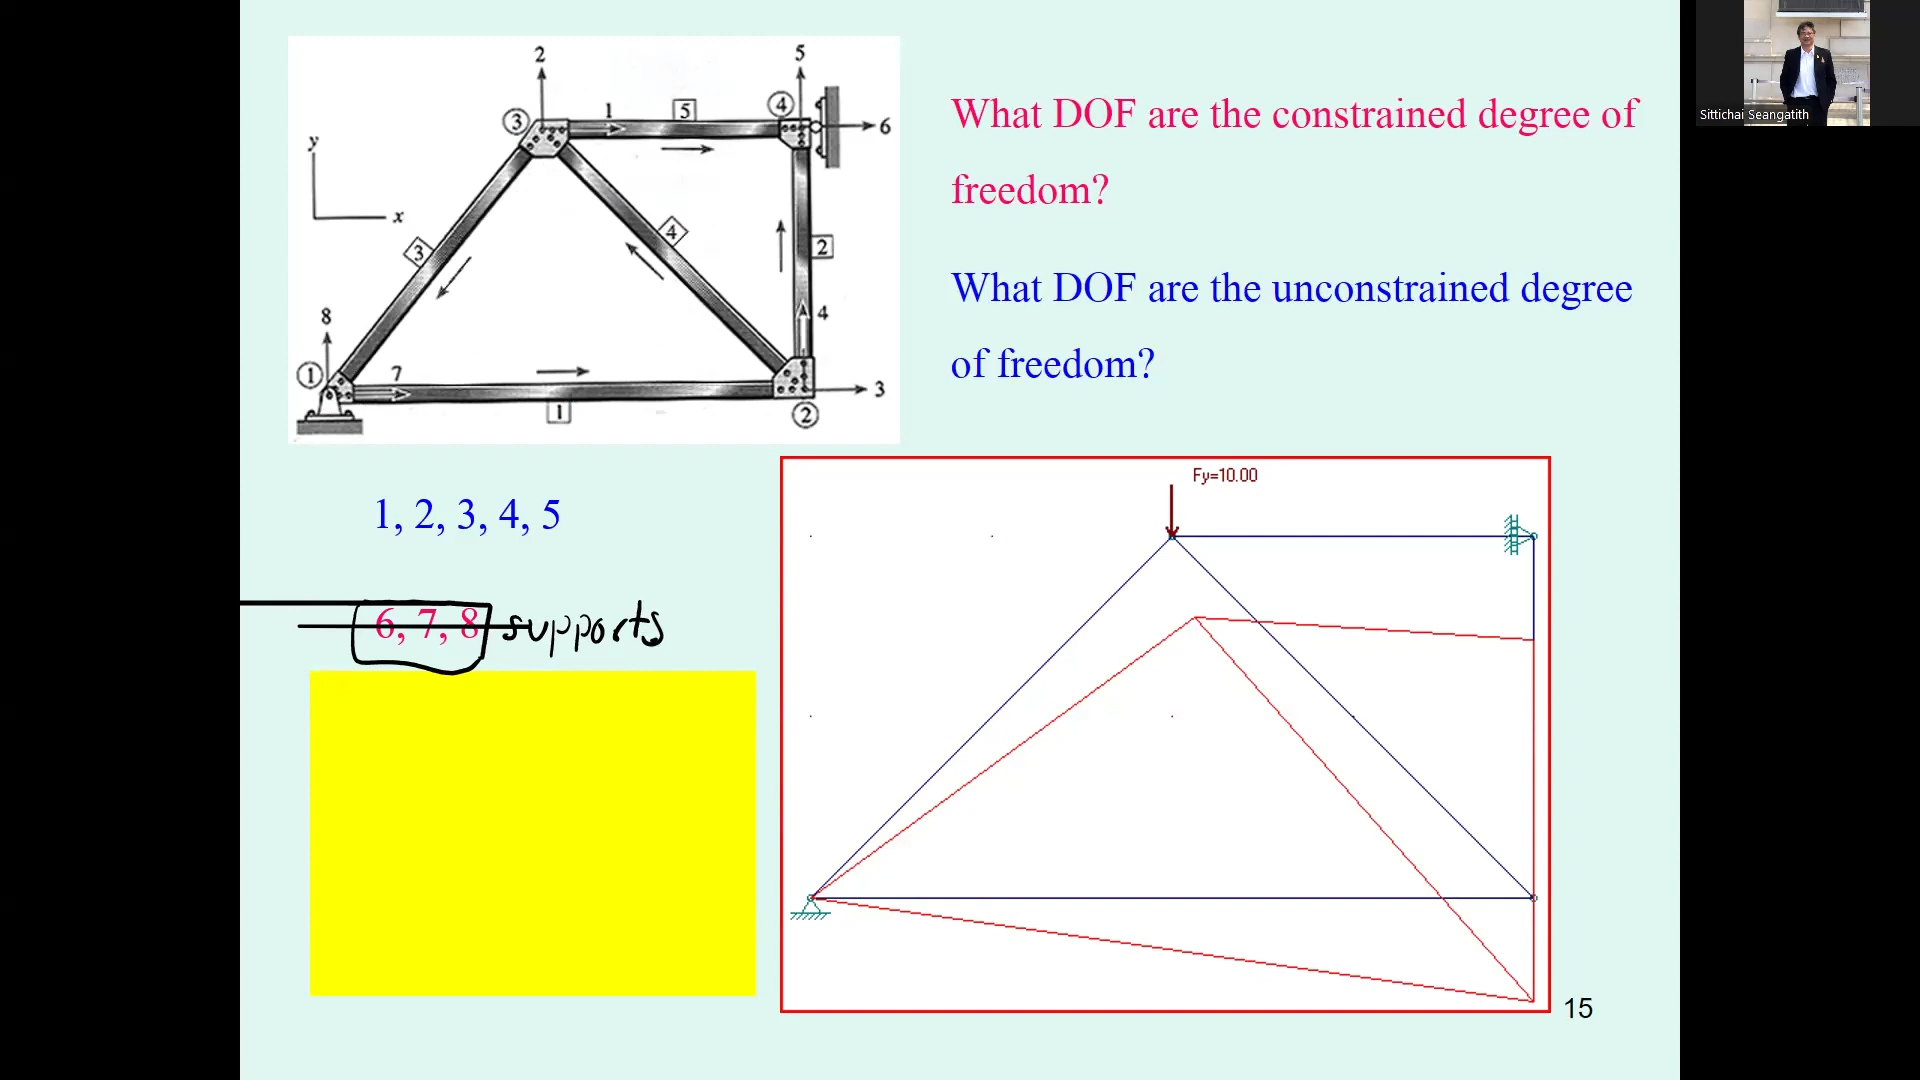 2
5
③
1
5
④
6
y
x
3
4
2
8
4
①
7
3
1
②
What DOF are the constrained degree of
freedom?
What DOF are the unconstrained degree
of freedom?
1, 2, 3, 4, 5
6, 7, 8 supports
Fy=10.00
15
Sittichai Seangatith